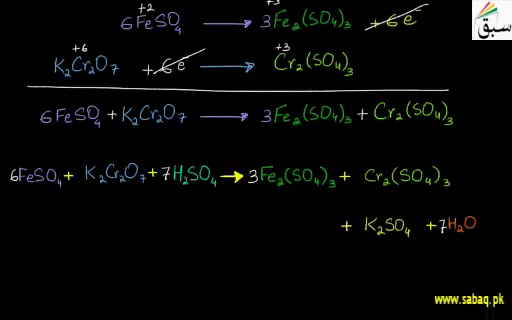 +2 +3
6FeSO₄ → 3Fe₂(SO₄)₃ + 6e
سبق
+6 +3
K₂Cr₂O₇ + 6e → Cr₂(SO₄)₃
6FeSO₄ + K₂Cr₂O₇ → 3Fe₂(SO₄)₃ + Cr₂(SO₄)₃
6FeSO₄ + K₂Cr₂O₇ + 7H₂SO₄ → 3Fe₂(SO₄)₃ + Cr₂(SO₄)₃
+ K₂SO₄ + 7H₂O
www.sabaq.pk